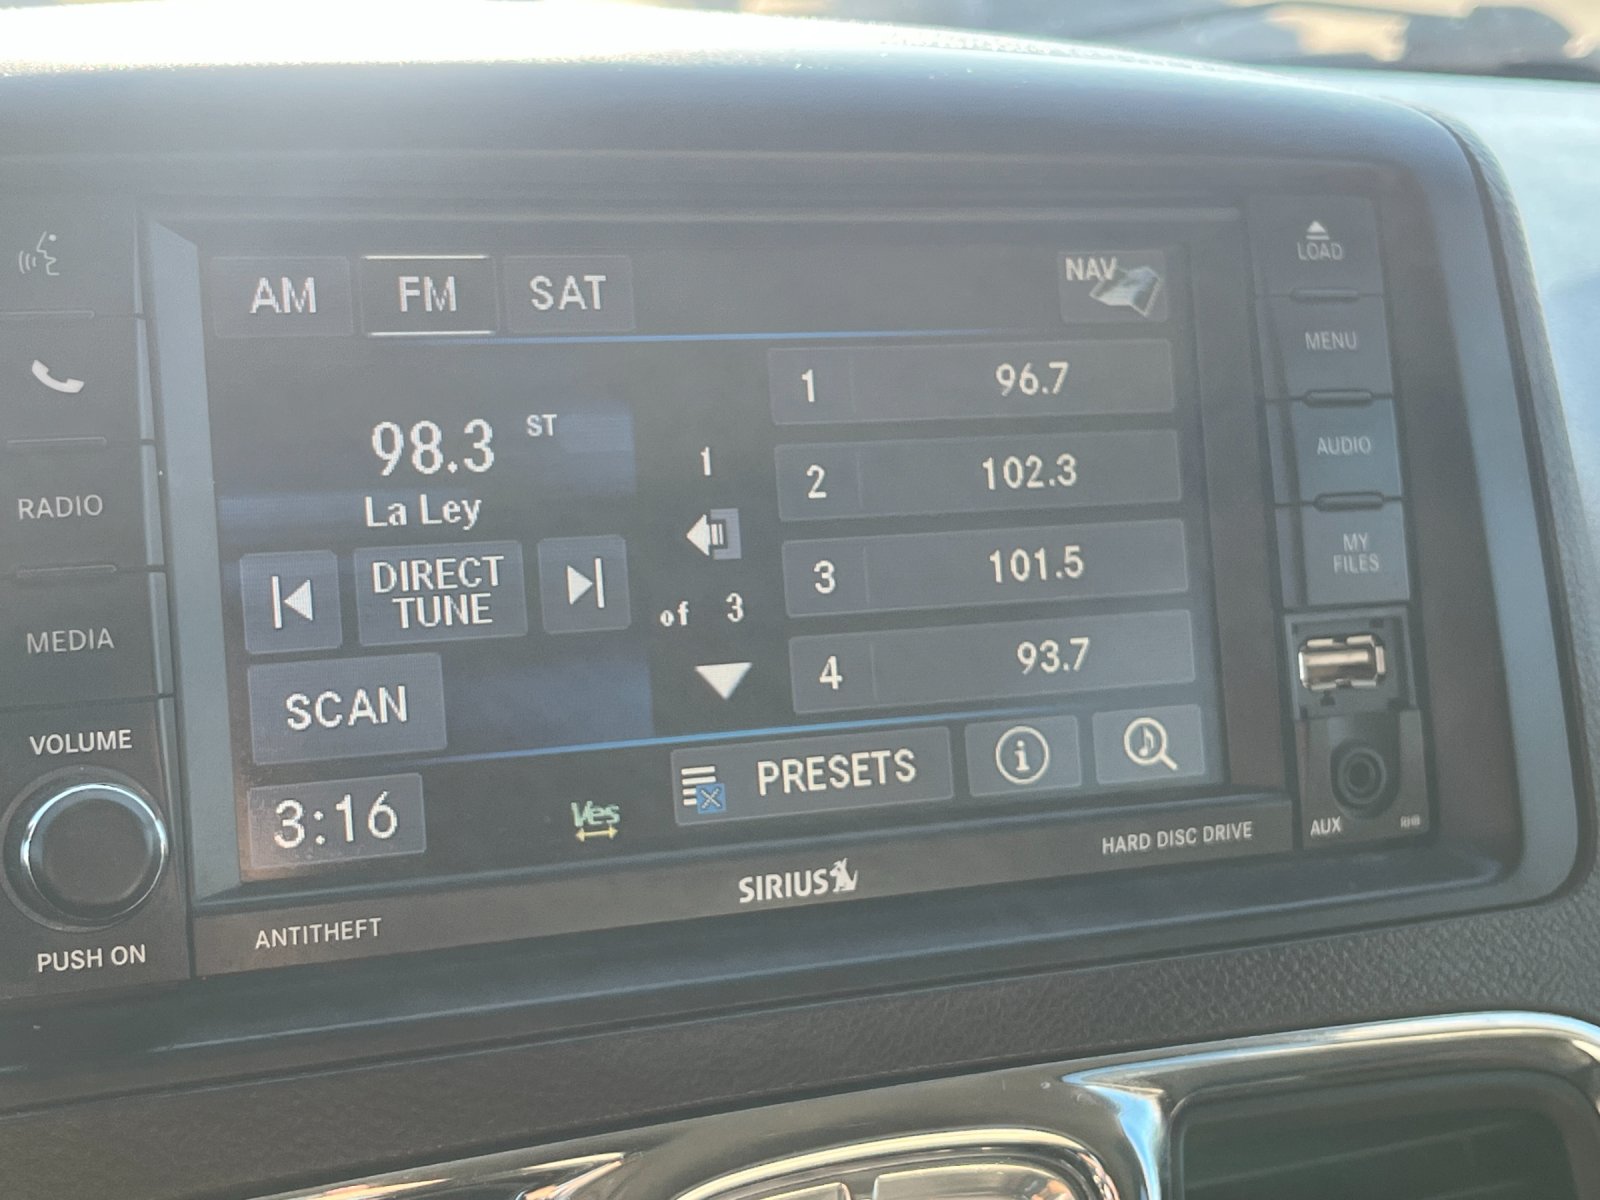 AM FM SAT NAV
98.3 ST
La Ley
DIRECT
TUNE
SCAN
3:16
1
of 3
1 96.7
2 102.3
3 101.5
4 93.7
Ves
PRESETS
i
RADIO
MEDIA
VOLUME
PUSH ON
LOAD
MENU
AUDIO
MY
FILES
AUX
ANTITHEFT
SIRIUS
HARD DISC DRIVE